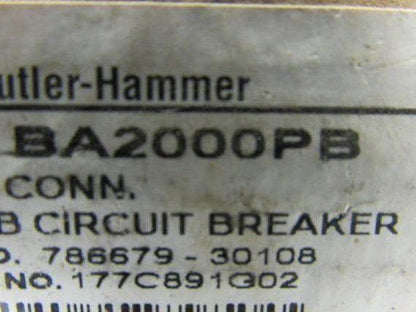 utler-Hammer
BA2000PB
CONN.
B CIRCUIT BREAKER
O. 786679-30108
NO. 177C891G02